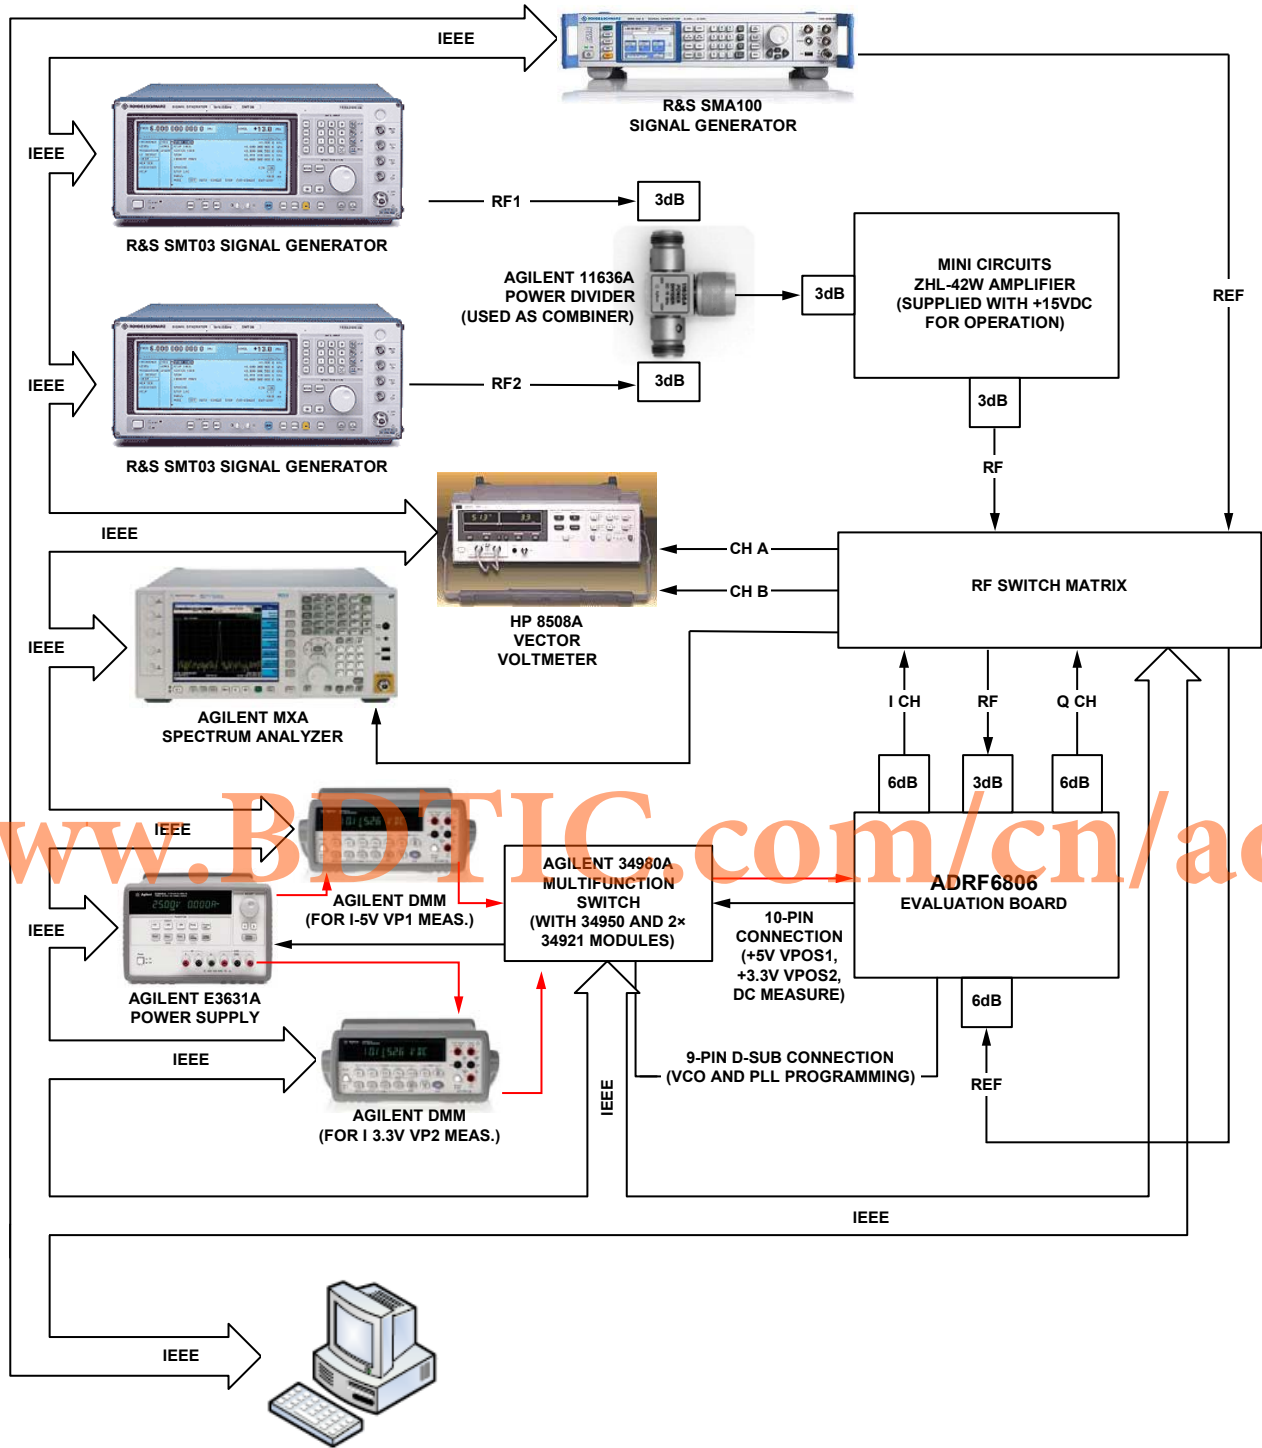 IEEE
R&S SMA100
SIGNAL GENERATOR
IEEE
R&S SMT03 SIGNAL GENERATOR
RF1
3dB
AGILENT 11636A
POWER DIVIDER
(USED AS COMBINER)
3dB
MINI CIRCUITS
ZHL-42W AMPLIFIER
(SUPPLIED WITH +15VDC
FOR OPERATION)
REF
IEEE
R&S SMT03 SIGNAL GENERATOR
RF2
3dB
3dB
RF
IEEE
HP 8508A
VECTOR
VOLTMETER
CH A
CH B
RF SWITCH MATRIX
IEEE
AGILENT MXA
SPECTRUM ANALYZER
I CH
RF
Q CH
6dB
3dB
6dB
www.BDTIC.com/cn/ad
IEEE
AGILENT DMM
(FOR I-5V VP1 MEAS.)
AGILENT 34980A
MULTIFUNCTION
SWITCH
(WITH 34950 AND 2×
34921 MODULES)
ADRF6806
EVALUATION BOARD
10-PIN
CONNECTION
(+5V VPOS1,
+3.3V VPOS2,
DC MEASURE)
IEEE
AGILENT E3631A
POWER SUPPLY
6dB
IEEE
AGILENT DMM
(FOR I 3.3V VP2 MEAS.)
9-PIN D-SUB CONNECTION
(VCO AND PLL PROGRAMMING)
REF
IEEE
IEEE
IEEE